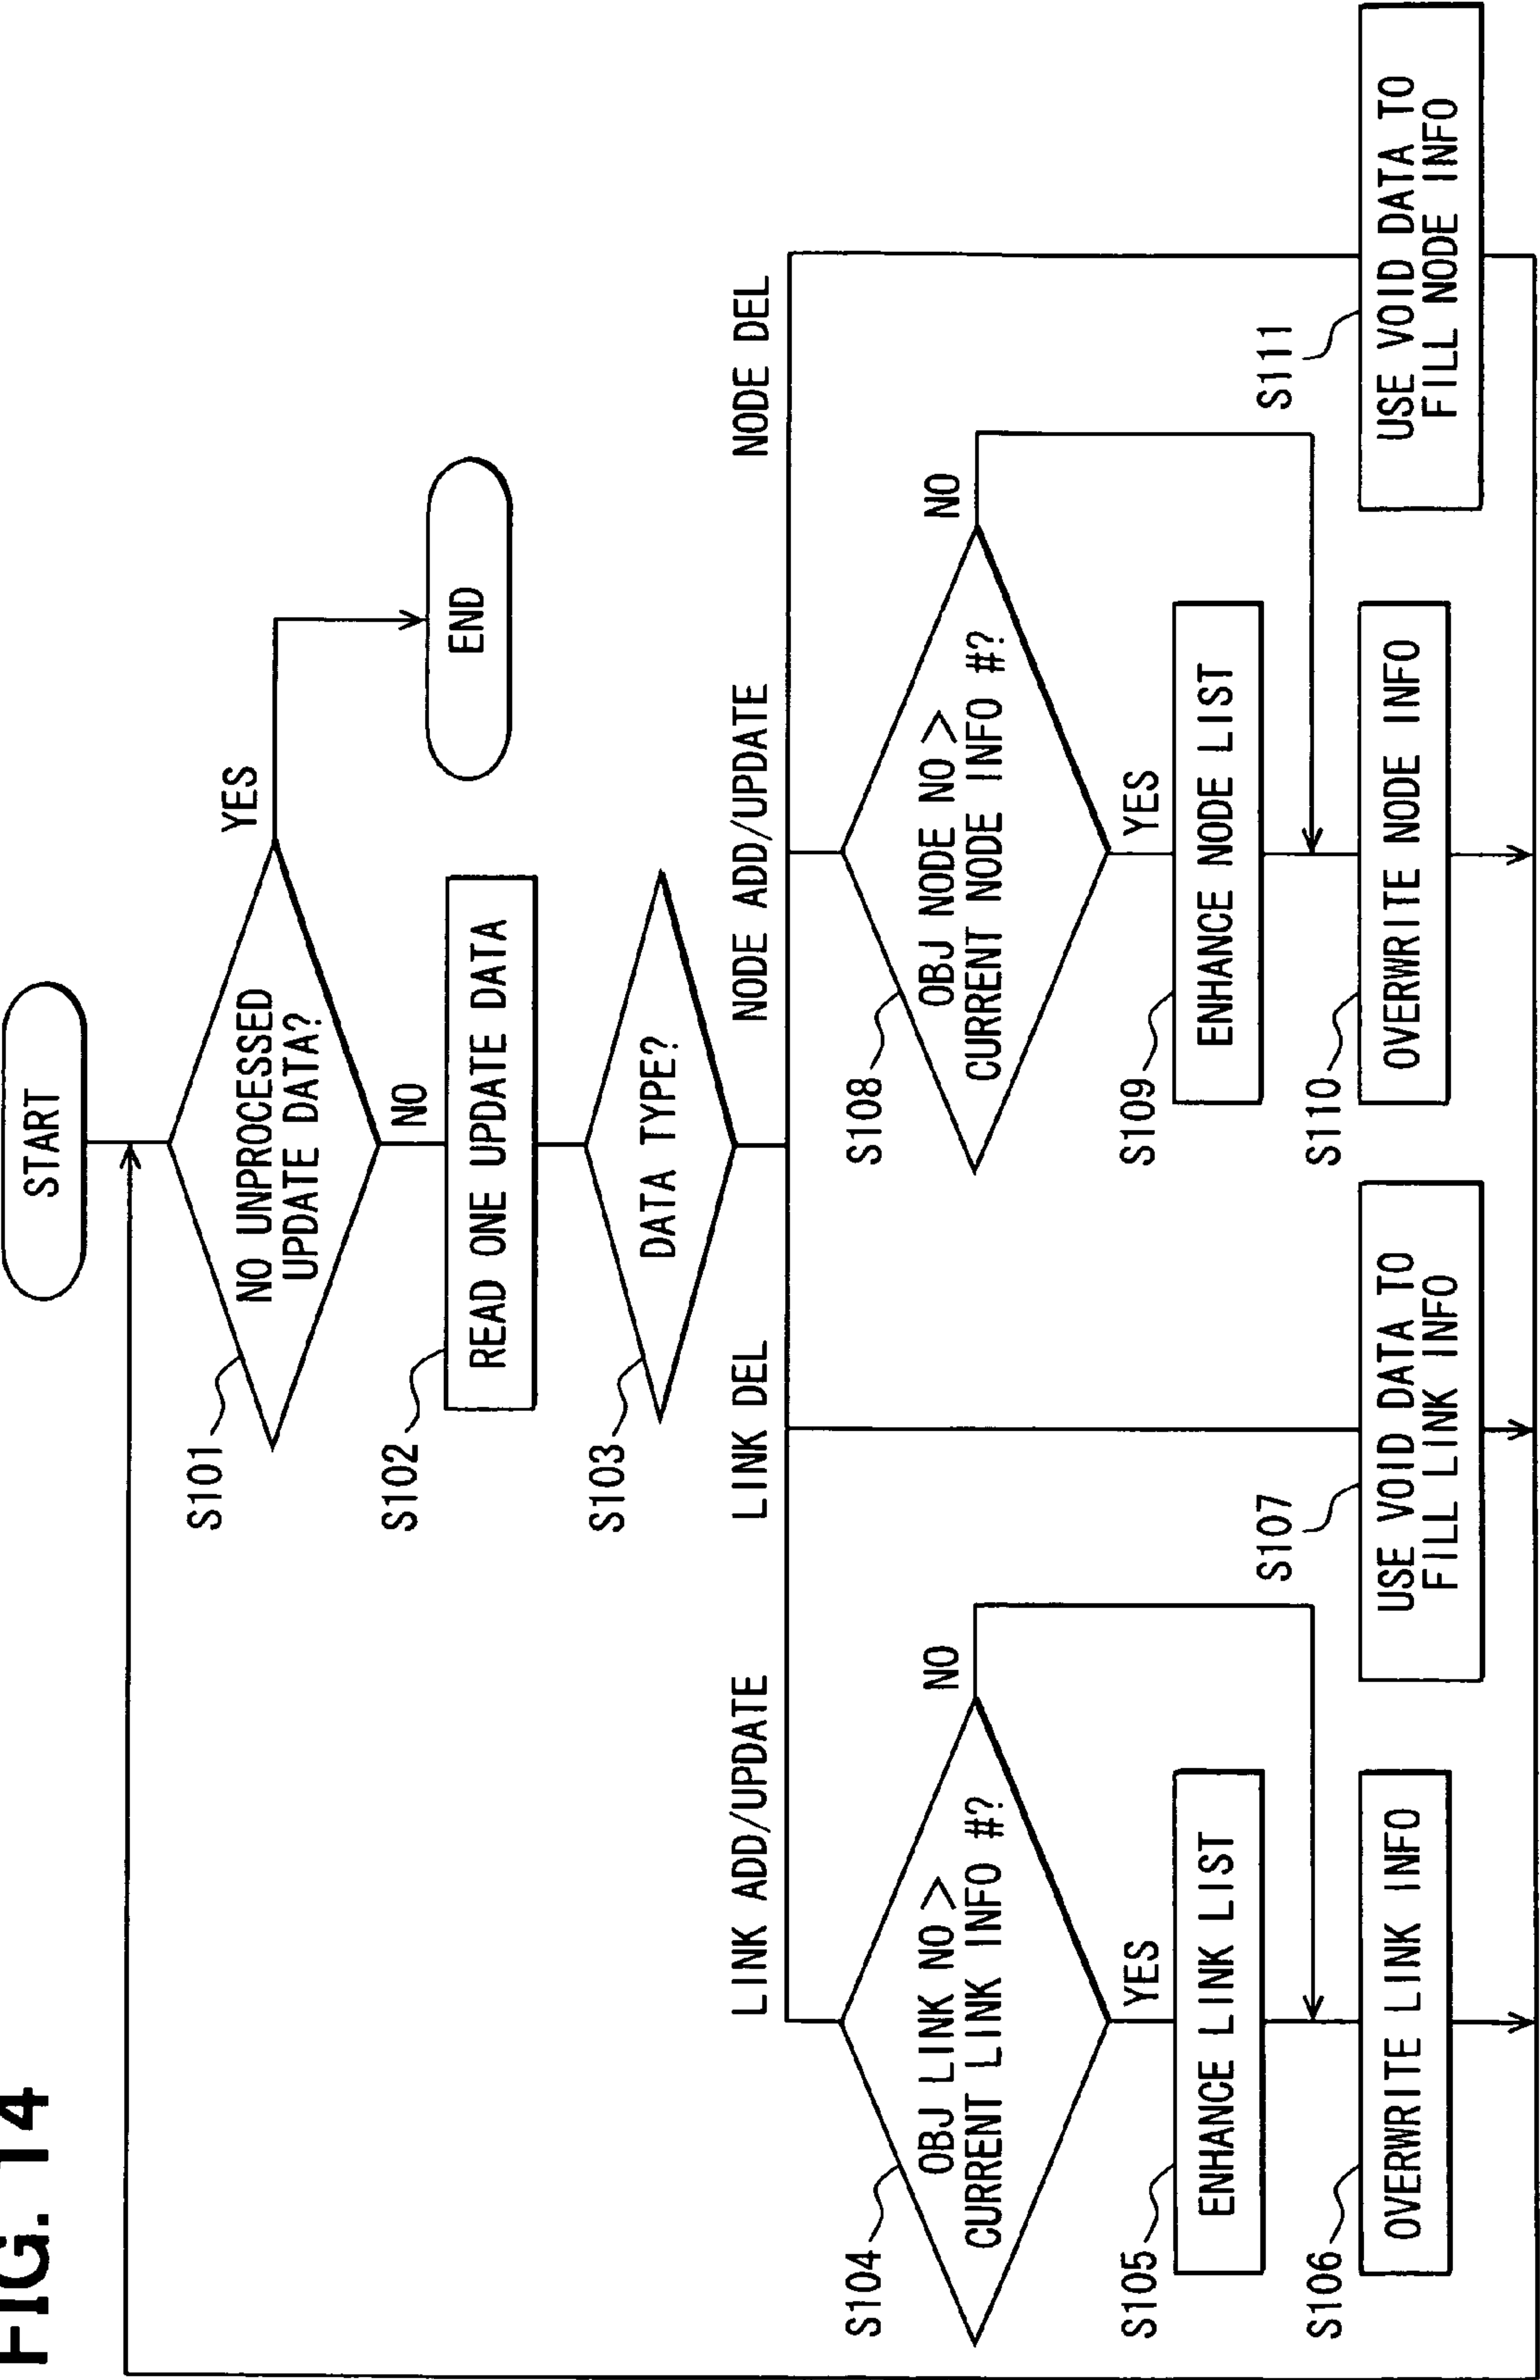 FIG. 14
START
S101
NO UNPROCESSED
UPDATE DATA?
YES
END
NO
S102
READ ONE UPDATE DATA
S103
DATA TYPE?
LINK ADD/UPDATE
LINK DEL
NODE ADD/UPDATE
NODE DEL
S104
OBJ LINK NO >
CURRENT LINK INFO #?
NO
YES
S105
ENHANCE LINK LIST
S106
OVERWRITE LINK INFO
S107
USE VOID DATA TO
FILL LINK INFO
S108
OBJ NODE NO >
CURRENT NODE INFO #?
NO
YES
S109
ENHANCE NODE LIST
S110
OVERWRITE NODE INFO
S111
USE VOID DATA TO
FILL NODE INFO